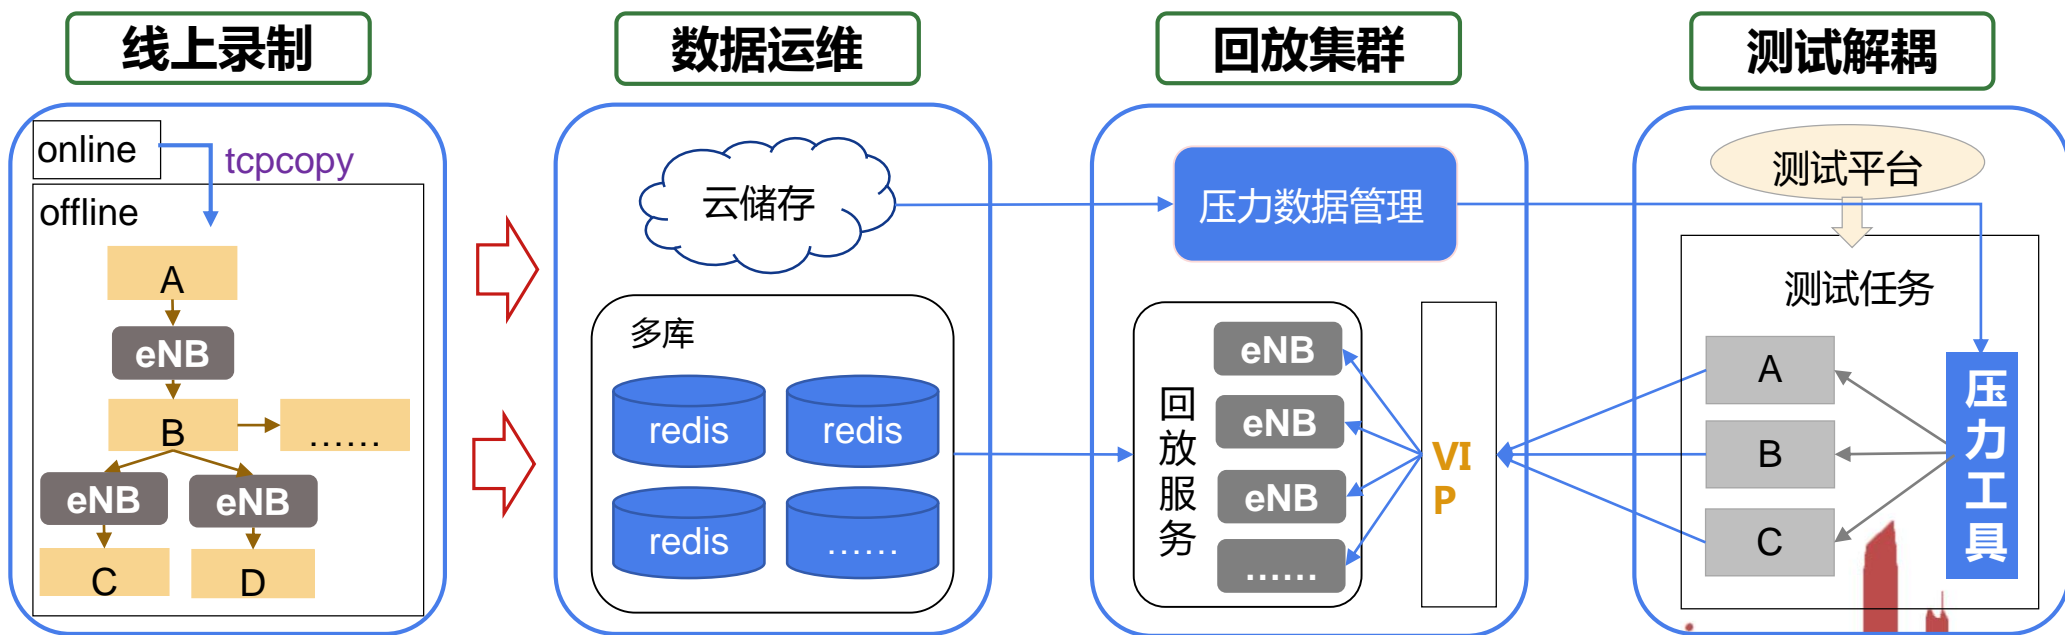 线上录制
数据运维
回放集群
测试解耦
online
tcpcopy
offline
A
eNB
B
……
eNB
eNB
C
D
云储存
多库
redis
redis
redis
……
压力数据管理
回放服务
eNB
eNB
eNB
……
VI
P
测试平台
测试任务
A
B
C
压力工具